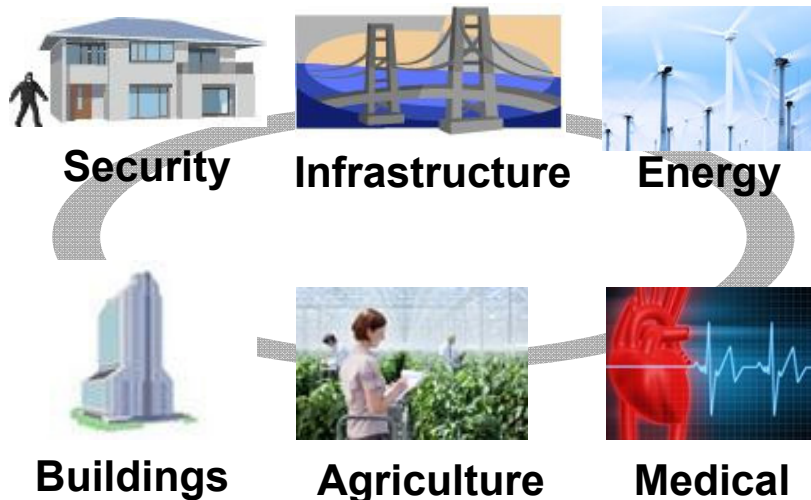 Security
Infrastructure
Energy
Buildings
Agriculture
Medical